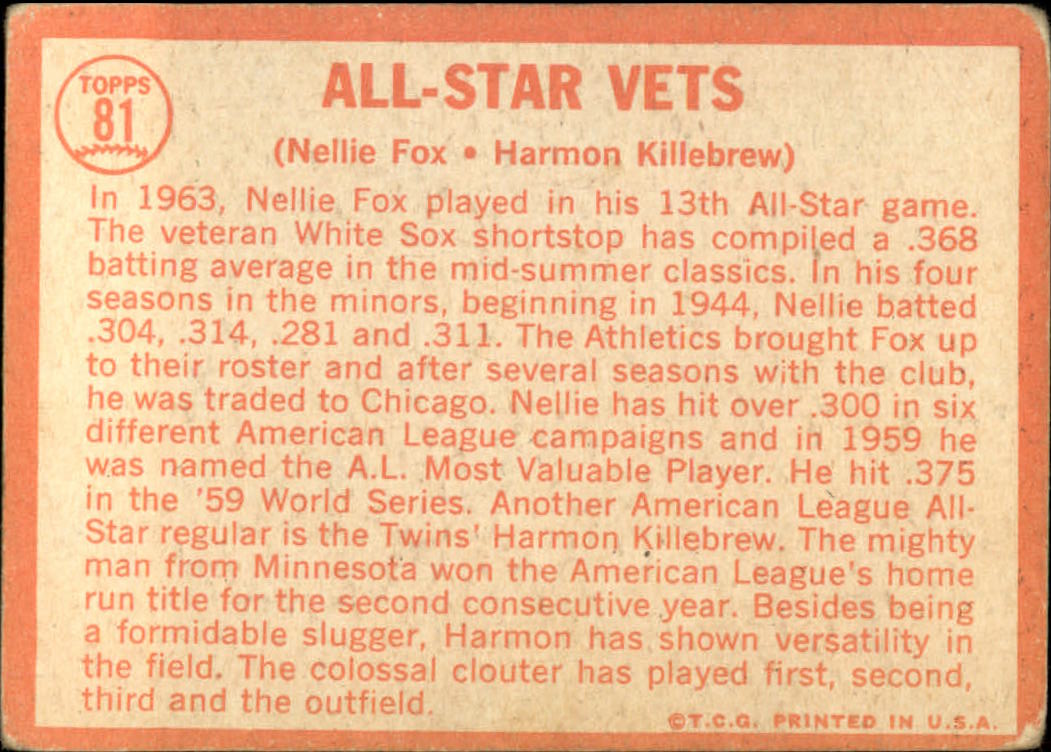 TOPPS
81
ALL-STAR VETS
(Nellie Fox • Harmon Killebrew)
In 1963, Nellie Fox played in his 13th All-Star game.
The veteran White Sox shortstop has compiled a .368
batting average in the mid-summer classics. In his four
seasons in the minors, beginning in 1944, Nellie batted
.304, .314, .281 and .311. The Athletics brought Fox up
to their roster and after several seasons with the club,
he was traded to Chicago. Nellie has hit over .300 in six
different American League campaigns and in 1959 he
was named the A.L. Most Valuable Player. He hit .375
in the '59 World Series. Another American League All-
Star regular is the Twins' Harmon Killebrew. The mighty
man from Minnesota won the American League's home
run title for the second consecutive year. Besides being
a formidable slugger, Harmon has shown versatility in
the field. The colossal clouter has played first, second,
third and the outfield.
©T.C.G. PRINTED IN U.S.A.